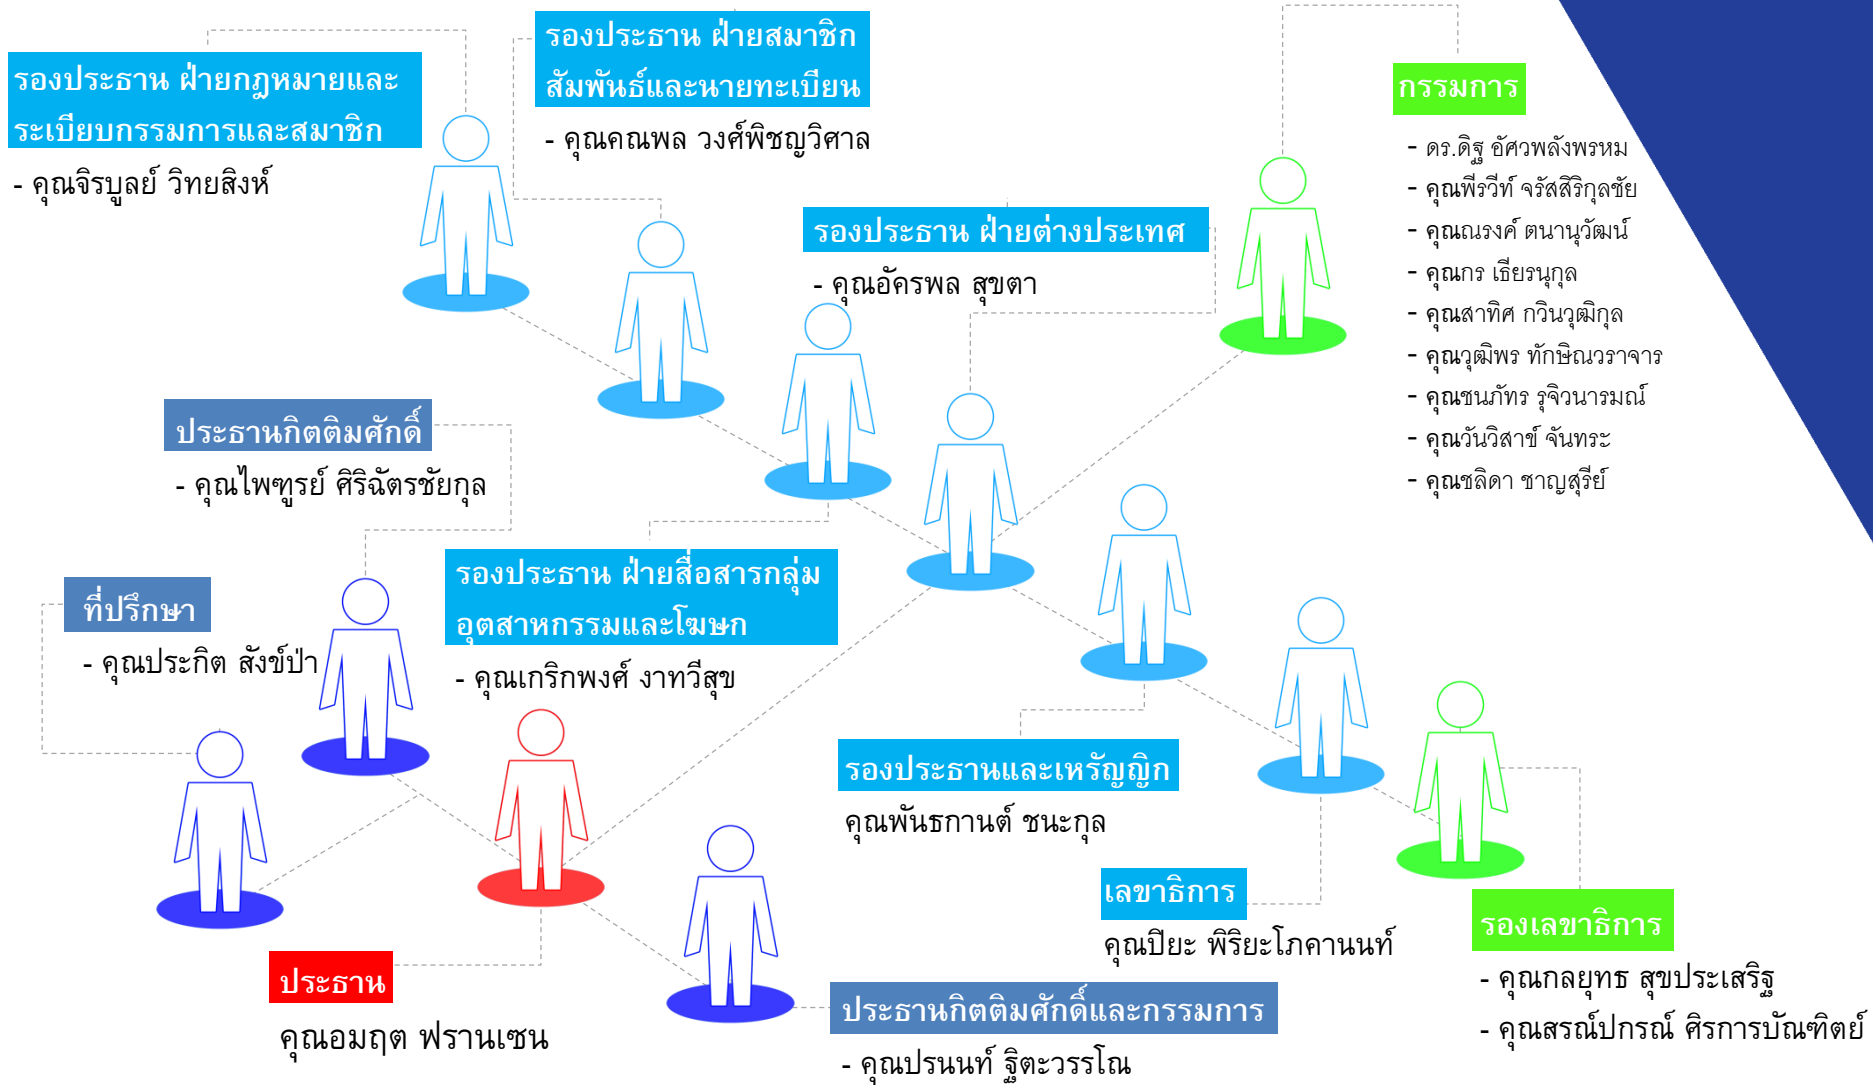 รองประธาน ฝ่ายกฎหมายและ
ระเบียบกรรมการและสมาชิก
- คุณจิรบูลย์ วิทยสิงห์
รองประธาน ฝ่ายสมาชิก
สัมพันธ์และนายทะเบียน
- คุณคณพล วงศ์พิชญวิศาล
รองประธาน ฝ่ายต่างประเทศ
- คุณอัครพล สุขตา
กรรมการ
- ดร.ดิฐ อัศวพลังพรหม
- คุณพีรวีท์ จรัสสิริกุลชัย
- คุณณรงค์ ตนานุวัฒน์
- คุณกร เธียรนุกุล
- คุณสาทิศ กวินวุฒิกุล
- คุณวุฒิพร ทักษิณวราจาร
- คุณชนภัทร รุจิวนารมณ์
- คุณวันวิสาข์ จันทระ
- คุณชลิดา ชาญสุรีย์
ประธานกิตติมศักดิ์
- คุณไพฑูรย์ ศิริฉัตรชัยกุล
ที่ปรึกษา
- คุณประกิต สังข์ป่า
รองประธาน ฝ่ายสื่อสารกลุ่ม
อุตสาหกรรมและโฆษก
- คุณเกริกพงศ์ งาทวีสุข
รองประธานและเหรัญญิก
คุณพันธกานต์ ชนะกุล
เลขาธิการ
คุณปิยะ พิริยะโภคานนท์
รองเลขาธิการ
- คุณกลยุทธ สุขประเสริฐ
- คุณสรณ์ปกรณ์ ศิรการบัณฑิตย์
ประธาน
คุณอมฤต ฟรานเซน
ประธานกิตติมศักดิ์และกรรมการ
- คุณปรนนท์ ฐิตะวรรโณ